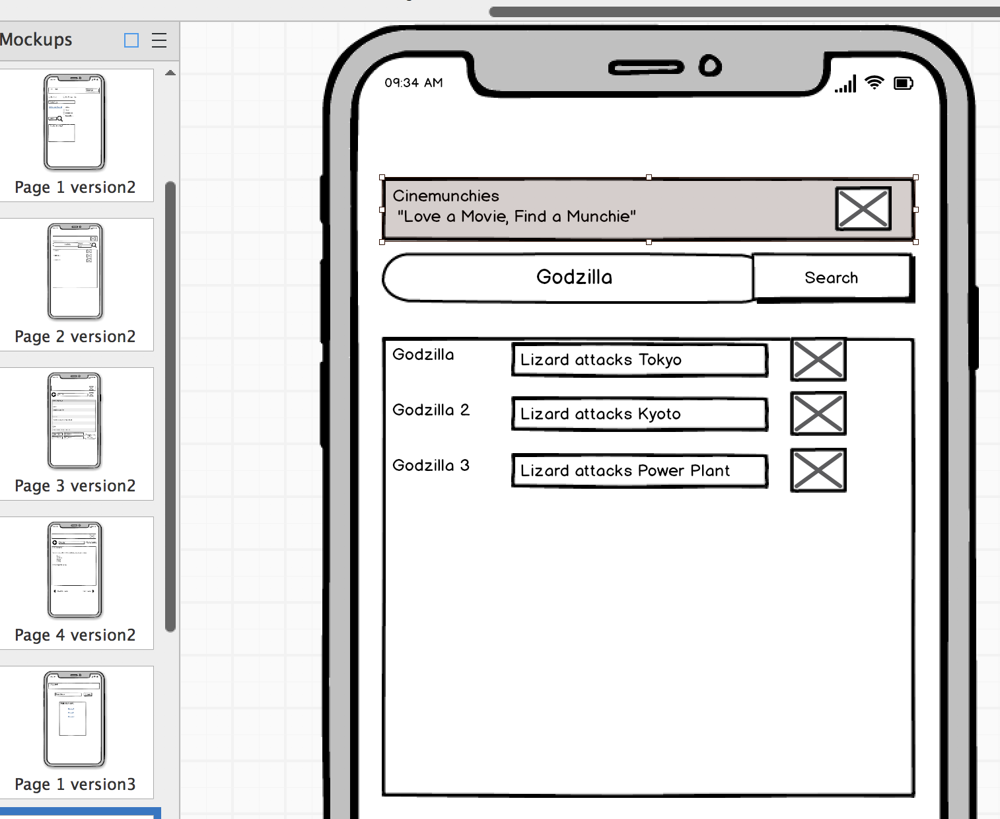 Mockups
Page 1 version2
Page 2 version2
Page 3 version2
Page 4 version2
Page 1 version3
09:34 AM
Cinemunchies
"Love a Movie, Find a Munchie"
Godzilla
Search
Godzilla
Lizard attacks Tokyo
Godzilla 2
Lizard attacks Kyoto
Godzilla 3
Lizard attacks Power Plant